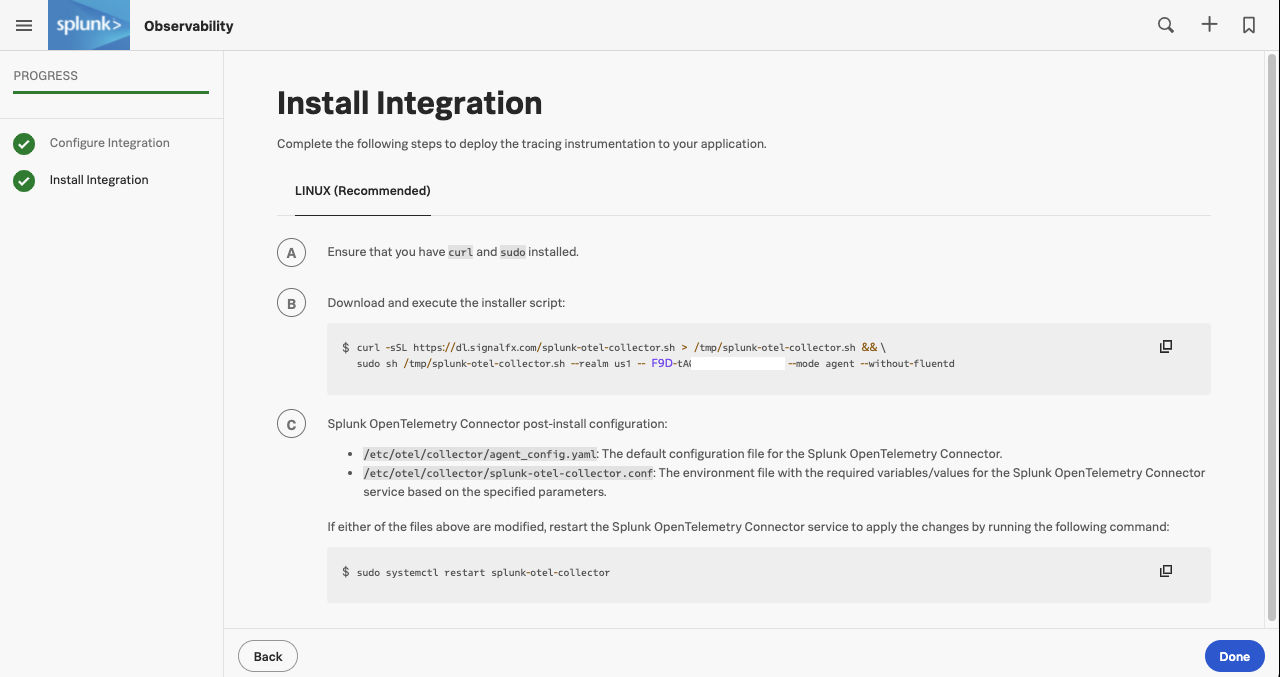 splunk> Observability
PROGRESS
Configure Integration
Install Integration
Install Integration
Complete the following steps to deploy the tracing instrumentation to your application.
LINUX (Recommended)
A Ensure that you have curl and sudo installed.
B Download and execute the installer script:
$ curl -sSL https://dl.signalfx.com/splunk-otel-collector.sh > /tmp/splunk-otel-collector.sh && \
sudo sh /tmp/splunk-otel-collector.sh --realm us1 -- F9D-tA --mode agent --without-fluentd
C Splunk OpenTelemetry Connector post-install configuration:
• /etc/otel/collector/agent_config.yaml: The default configuration file for the Splunk OpenTelemetry Connector.
• /etc/otel/collector/splunk-otel-collector.conf: The environment file with the required variables/values for the Splunk OpenTelemetry Connector
service based on the specified parameters.
If either of the files above are modified, restart the Splunk OpenTelemetry Connector service to apply the changes by running the following command:
$ sudo systemctl restart splunk-otel-collector
Back
Done